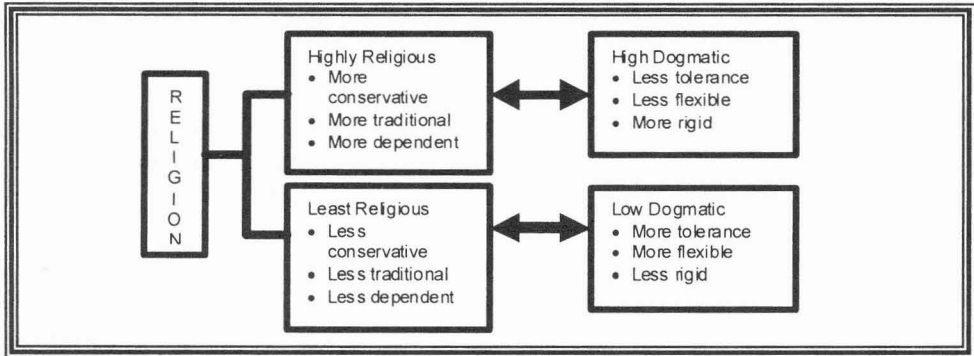 RELIGION
Highly Religious
• More
conservative
• More traditional
• More dependent
High Dogmatic
• Less tolerance
• Less flexible
• More rigid
Least Religious
• Less
conservative
• Less traditional
• Less dependent
Low Dogmatic
• More tolerance
• More flexible
• Less rigid